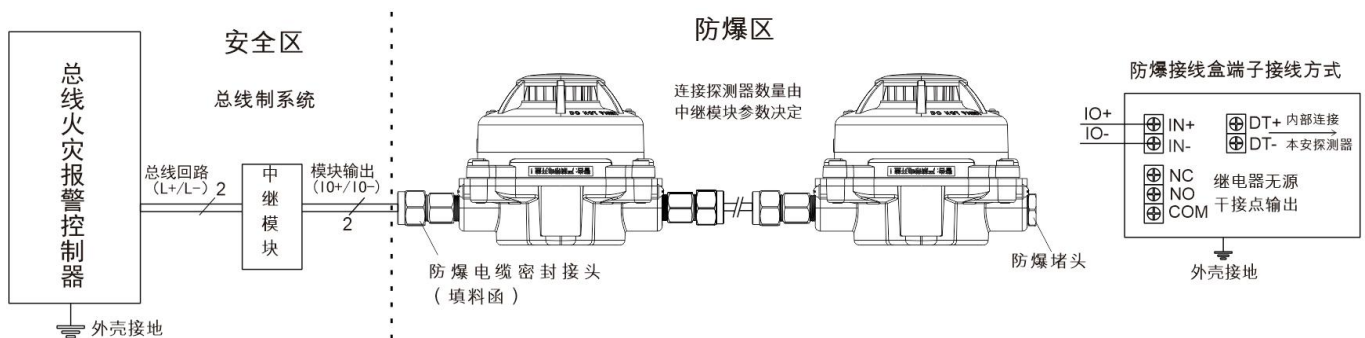 安全区
防爆区
总线火灾报警控制器
总线制系统
总线回路
(L+/L-)
2
中继模块
模块输出
(IO+/IO-)
2
外壳接地
DO NOT PAINT
连接探测器数量由
中继模块参数决定
防爆电缆密封接头
(填料函)
防爆堵头
防爆接线盒端子接线方式
IO+
IO-
IN+
IN-
DT+ 内部连接
DT- 本安探测器
NC
NO
COM
继电器无源
干接点输出
外壳接地